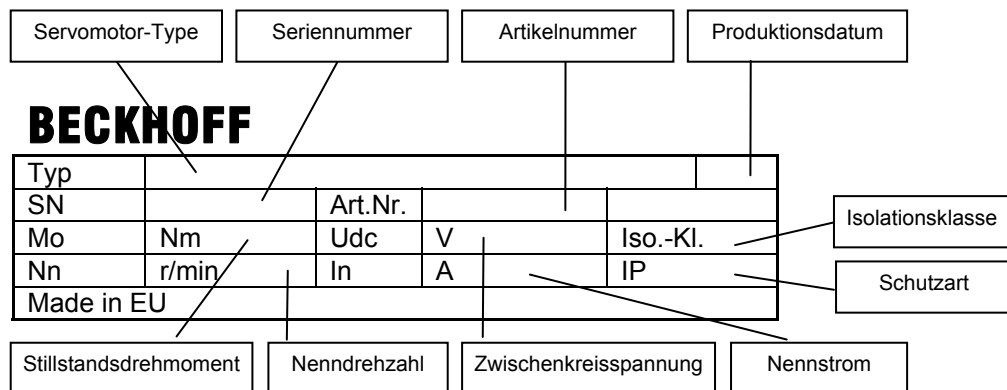 Servomotor-Type Seriennummer Artikelnummer Produktionsdatum
BECKHOFF
Typ
SN Art.Nr.
Isolationsklasse
Mo Nm Udc V Iso.-Kl.
Nn r/min In A IP
Schutzart
Made in EU
Stillstandsdrehmoment Nenndrehzahl Zwischenkreisspannung Nennstrom